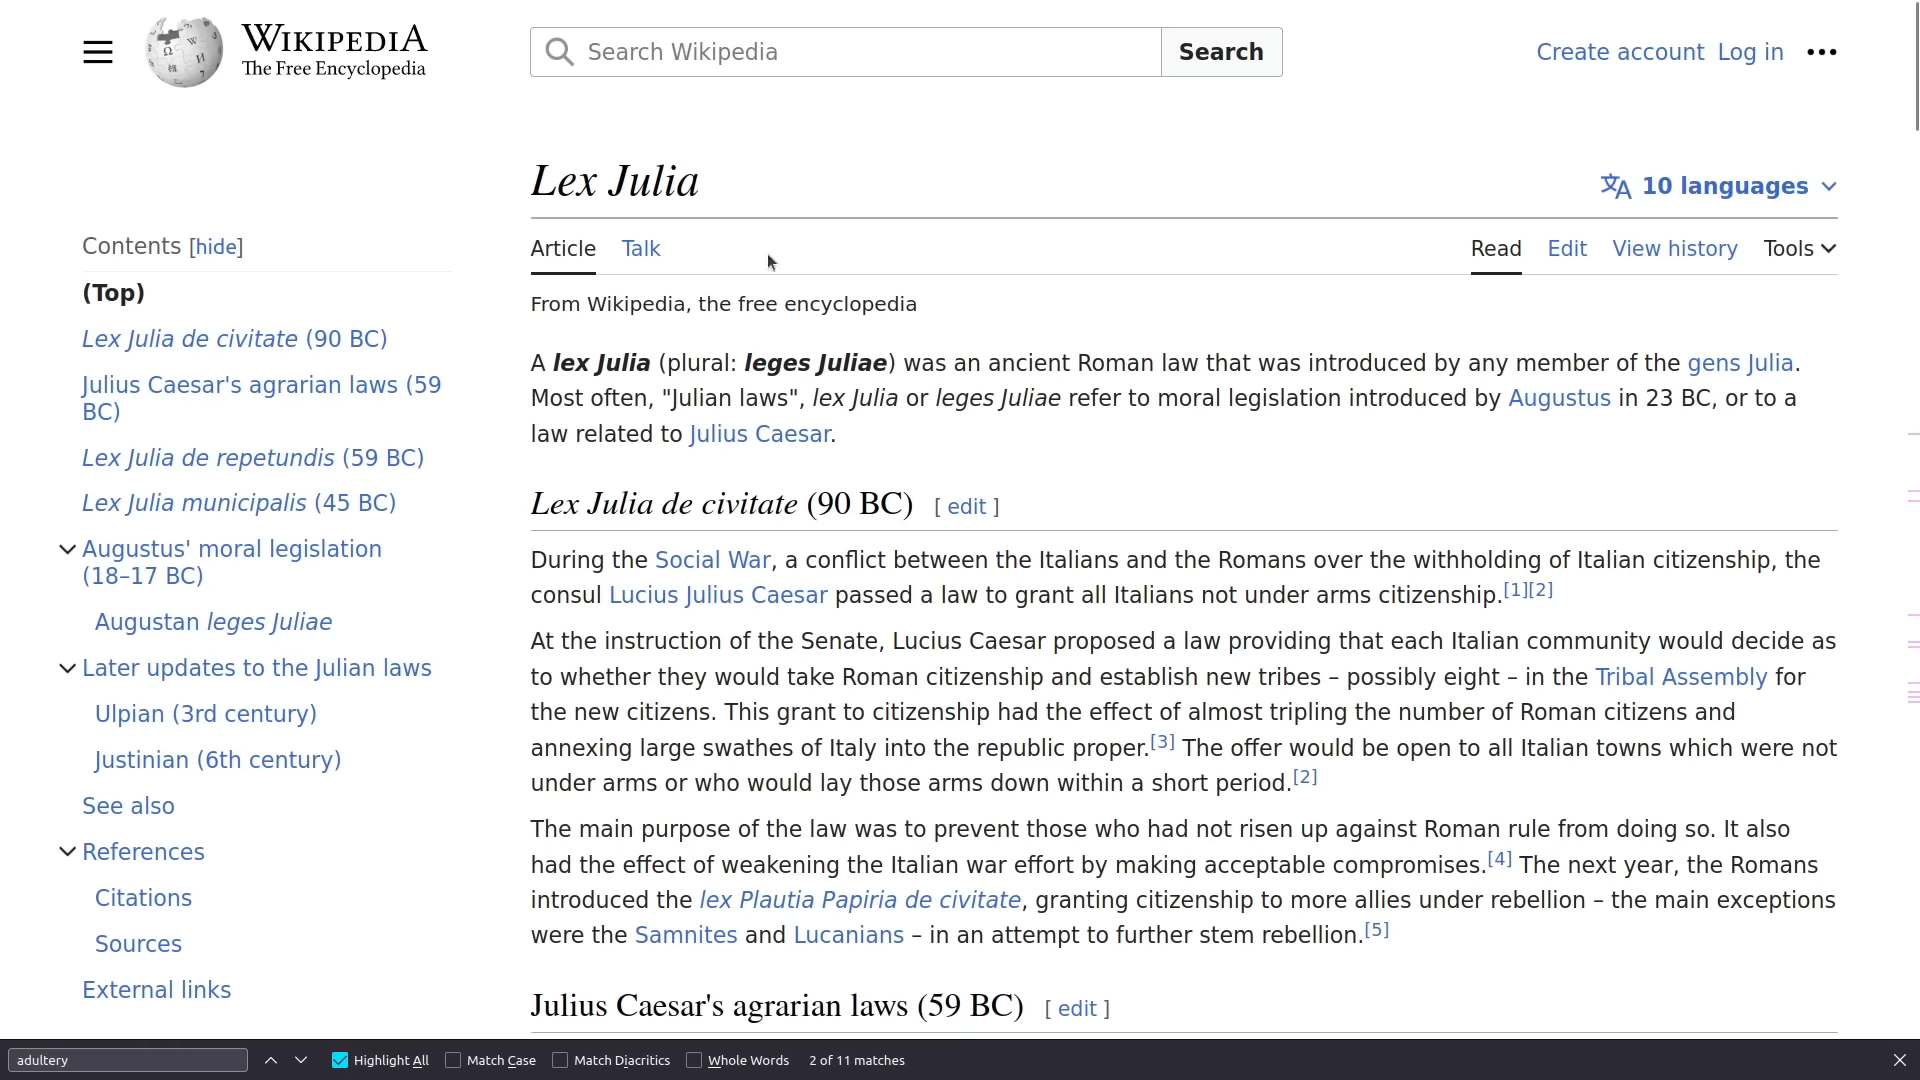 WIKIPEDIA
The Free Encyclopedia
Search Wikipedia
Search
Create account Log in
Lex Julia
10 languages
Contents [hide]
Article Talk
Read Edit View history Tools
(Top)
From Wikipedia, the free encyclopedia
Lex Julia de civitate (90 BC)
Julius Caesar's agrarian laws (59
BC)
Lex Julia de repetundis (59 BC)
Lex Julia municipalis (45 BC)
Augustus' moral legislation
(18–17 BC)
Augustan leges Juliae
Later updates to the Julian laws
Ulpian (3rd century)
Justinian (6th century)
See also
References
Citations
Sources
External links
A lex Julia (plural: leges Juliae) was an ancient Roman law that was introduced by any member of the gens Julia.
Most often, "Julian laws", lex Julia or leges Juliae refer to moral legislation introduced by Augustus in 23 BC, or to a
law related to Julius Caesar.
Lex Julia de civitate (90 BC) [ edit ]
During the Social War, a conflict between the Italians and the Romans over the withholding of Italian citizenship, the
consul Lucius Julius Caesar passed a law to grant all Italians not under arms citizenship.[1][2]
At the instruction of the Senate, Lucius Caesar proposed a law providing that each Italian community would decide as
to whether they would take Roman citizenship and establish new tribes – possibly eight – in the Tribal Assembly for
the new citizens. This grant to citizenship had the effect of almost tripling the number of Roman citizens and
annexing large swathes of Italy into the republic proper.[3] The offer would be open to all Italian towns which were not
under arms or who would lay those arms down within a short period.[2]
The main purpose of the law was to prevent those who had not risen up against Roman rule from doing so. It also
had the effect of weakening the Italian war effort by making acceptable compromises.[4] The next year, the Romans
introduced the lex Plautia Papiria de civitate, granting citizenship to more allies under rebellion – the main exceptions
were the Samnites and Lucanians – in an attempt to further stem rebellion.[5]
Julius Caesar's agrarian laws (59 BC) [ edit ]
adultery
Highlight All Match Case Match Diacritics Whole Words 2 of 11 matches